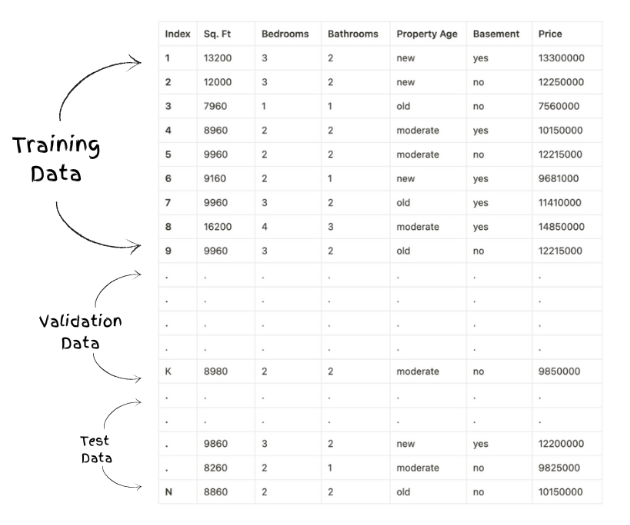 Index Sq. Ft Bedrooms Bathrooms Property Age Basement Price
1 13200 3 2 new yes 13300000
2 12000 3 2 new no 12250000
3 7960 1 1 old no 7560000
4 8960 2 2 moderate yes 10150000
Training
Data
5 9960 2 2 moderate no 12215000
6 9160 2 1 new yes 9681000
7 9960 3 2 old yes 11410000
8 16200 4 3 moderate yes 14850000
9 9960 3 2 old no 12215000
. . . . . . .
. . . . . . .
Validation
Data
. . . . . . .
. . . . . . .
K 8980 2 2 moderate no 9850000
. . . . . . .
. . . . . . .
Test
Data
. 9860 3 2 new yes 12200000
. 8260 2 1 moderate no 9825000
N 8860 2 2 old no 10150000